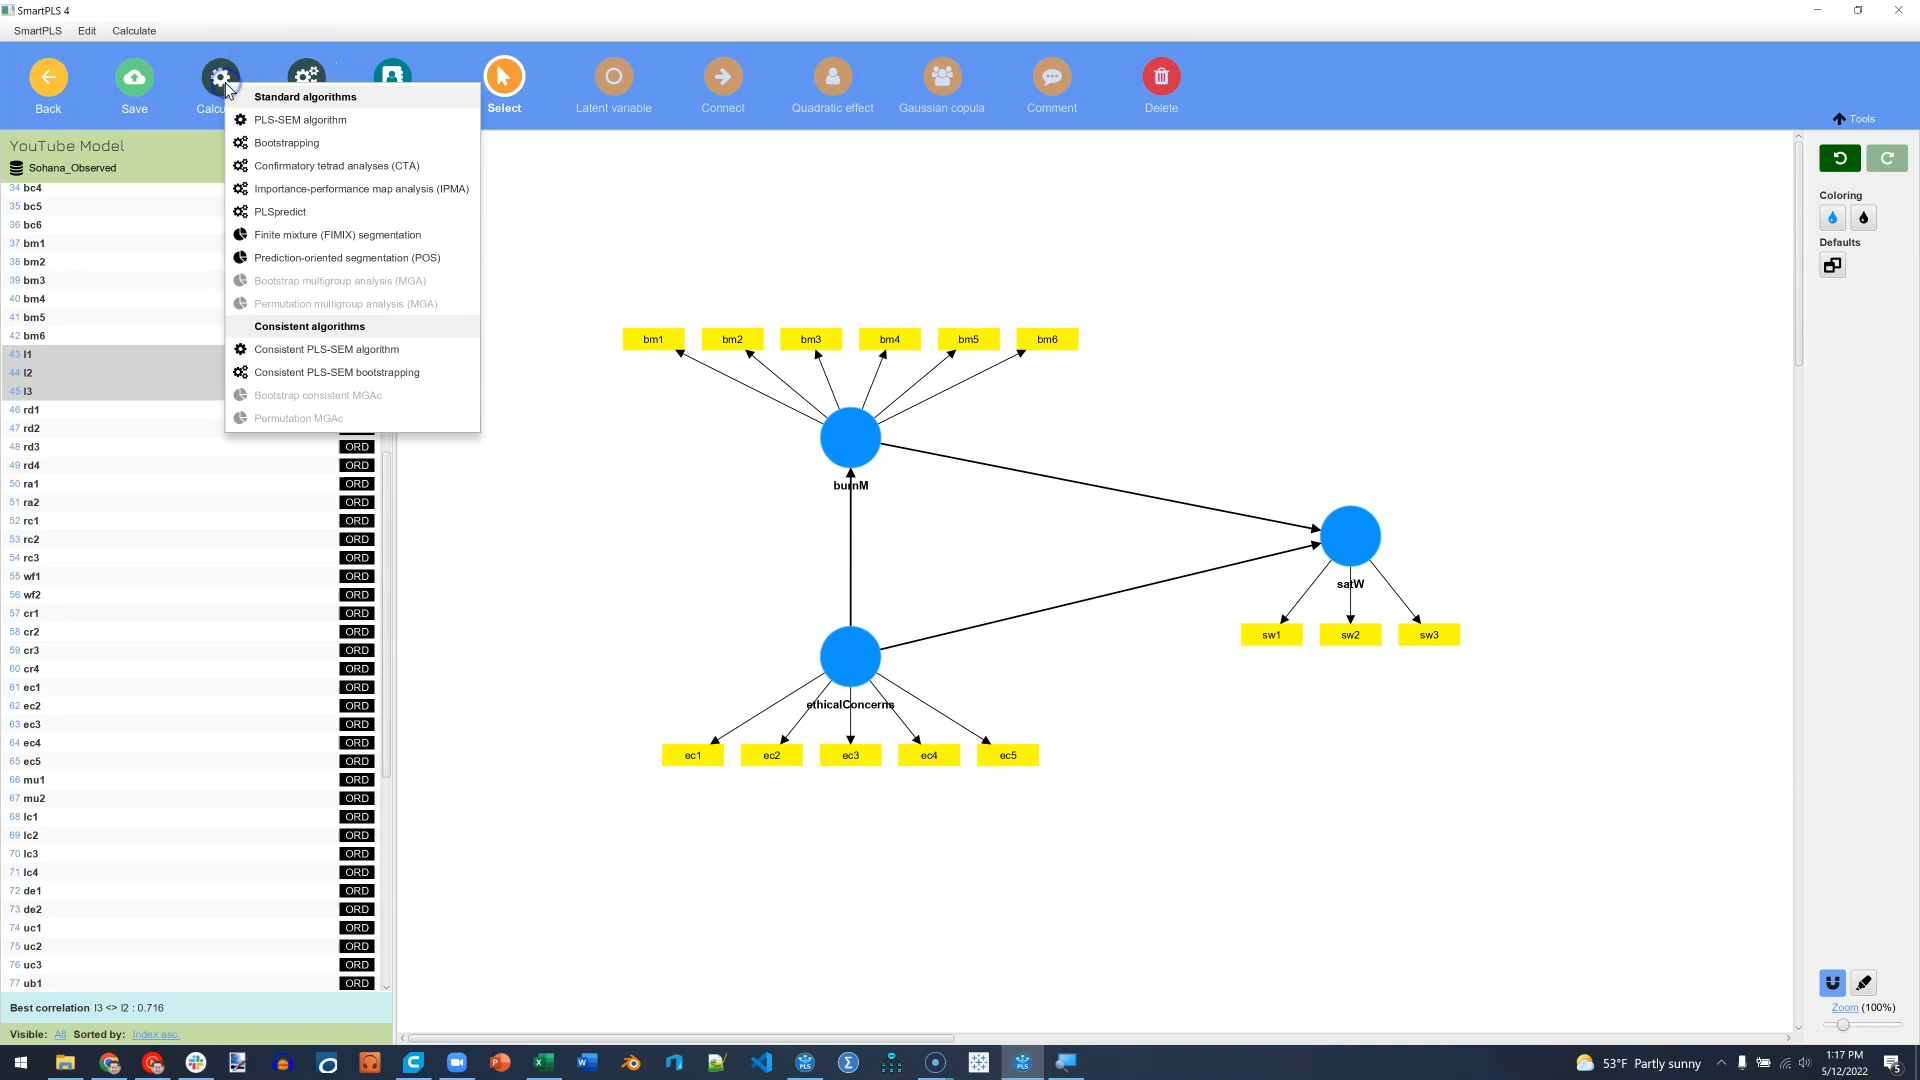 SmartPLS 4
SmartPLS Edit Calculate
Back
Save
Calcu
Select
Latent variable
Connect
Quadratic effect
Gaussian copula
Comment
Delete
Tools
YouTube Model
Sohana_Observed
34 bc4
35 bc5
36 bc6
37 bm1
38 bm2
39 bm3
40 bm4
41 bm5
42 bm6
43 l1
44 l2
45 l3
46 rd1
47 rd2
48 rd3 ORD
49 rd4 ORD
50 ra1 ORD
51 ra2 ORD
52 rc1 ORD
53 rc2 ORD
54 rc3 ORD
55 wf1 ORD
56 wf2 ORD
57 cr1 ORD
58 cr2 ORD
59 cr3 ORD
60 cr4 ORD
61 ec1 ORD
62 ec2 ORD
63 ec3 ORD
64 ec4 ORD
65 ec5 ORD
66 mu1 ORD
67 mu2 ORD
68 lc1 ORD
69 lc2 ORD
70 lc3 ORD
71 lc4 ORD
72 de1 ORD
73 de2 ORD
74 uc1 ORD
75 uc2 ORD
76 uc3 ORD
77 ub1 ORD
Best correlation l3 <> l2 : 0.716
Visible: All Sorted by: Index asc.
Standard algorithms
PLS-SEM algorithm
Bootstrapping
Confirmatory tetrad analyses (CTA)
Importance-performance map analysis (IPMA)
PLSpredict
Finite mixture (FIMIX) segmentation
Prediction-oriented segmentation (POS)
Bootstrap multigroup analysis (MGA)
Permutation multigroup analysis (MGA)
Consistent algorithms
Consistent PLS-SEM algorithm
Consistent PLS-SEM bootstrapping
Bootstrap consistent MGAc
Permutation MGAc
bm1 bm2 bm3 bm4 bm5 bm6
burnM
satW
sw1 sw2 sw3
ethicalConcerns
ec1 ec2 ec3 ec4 ec5
Coloring
Defaults
Zoom (100%)
53°F Partly sunny
1:17 PM
5/12/2022
5